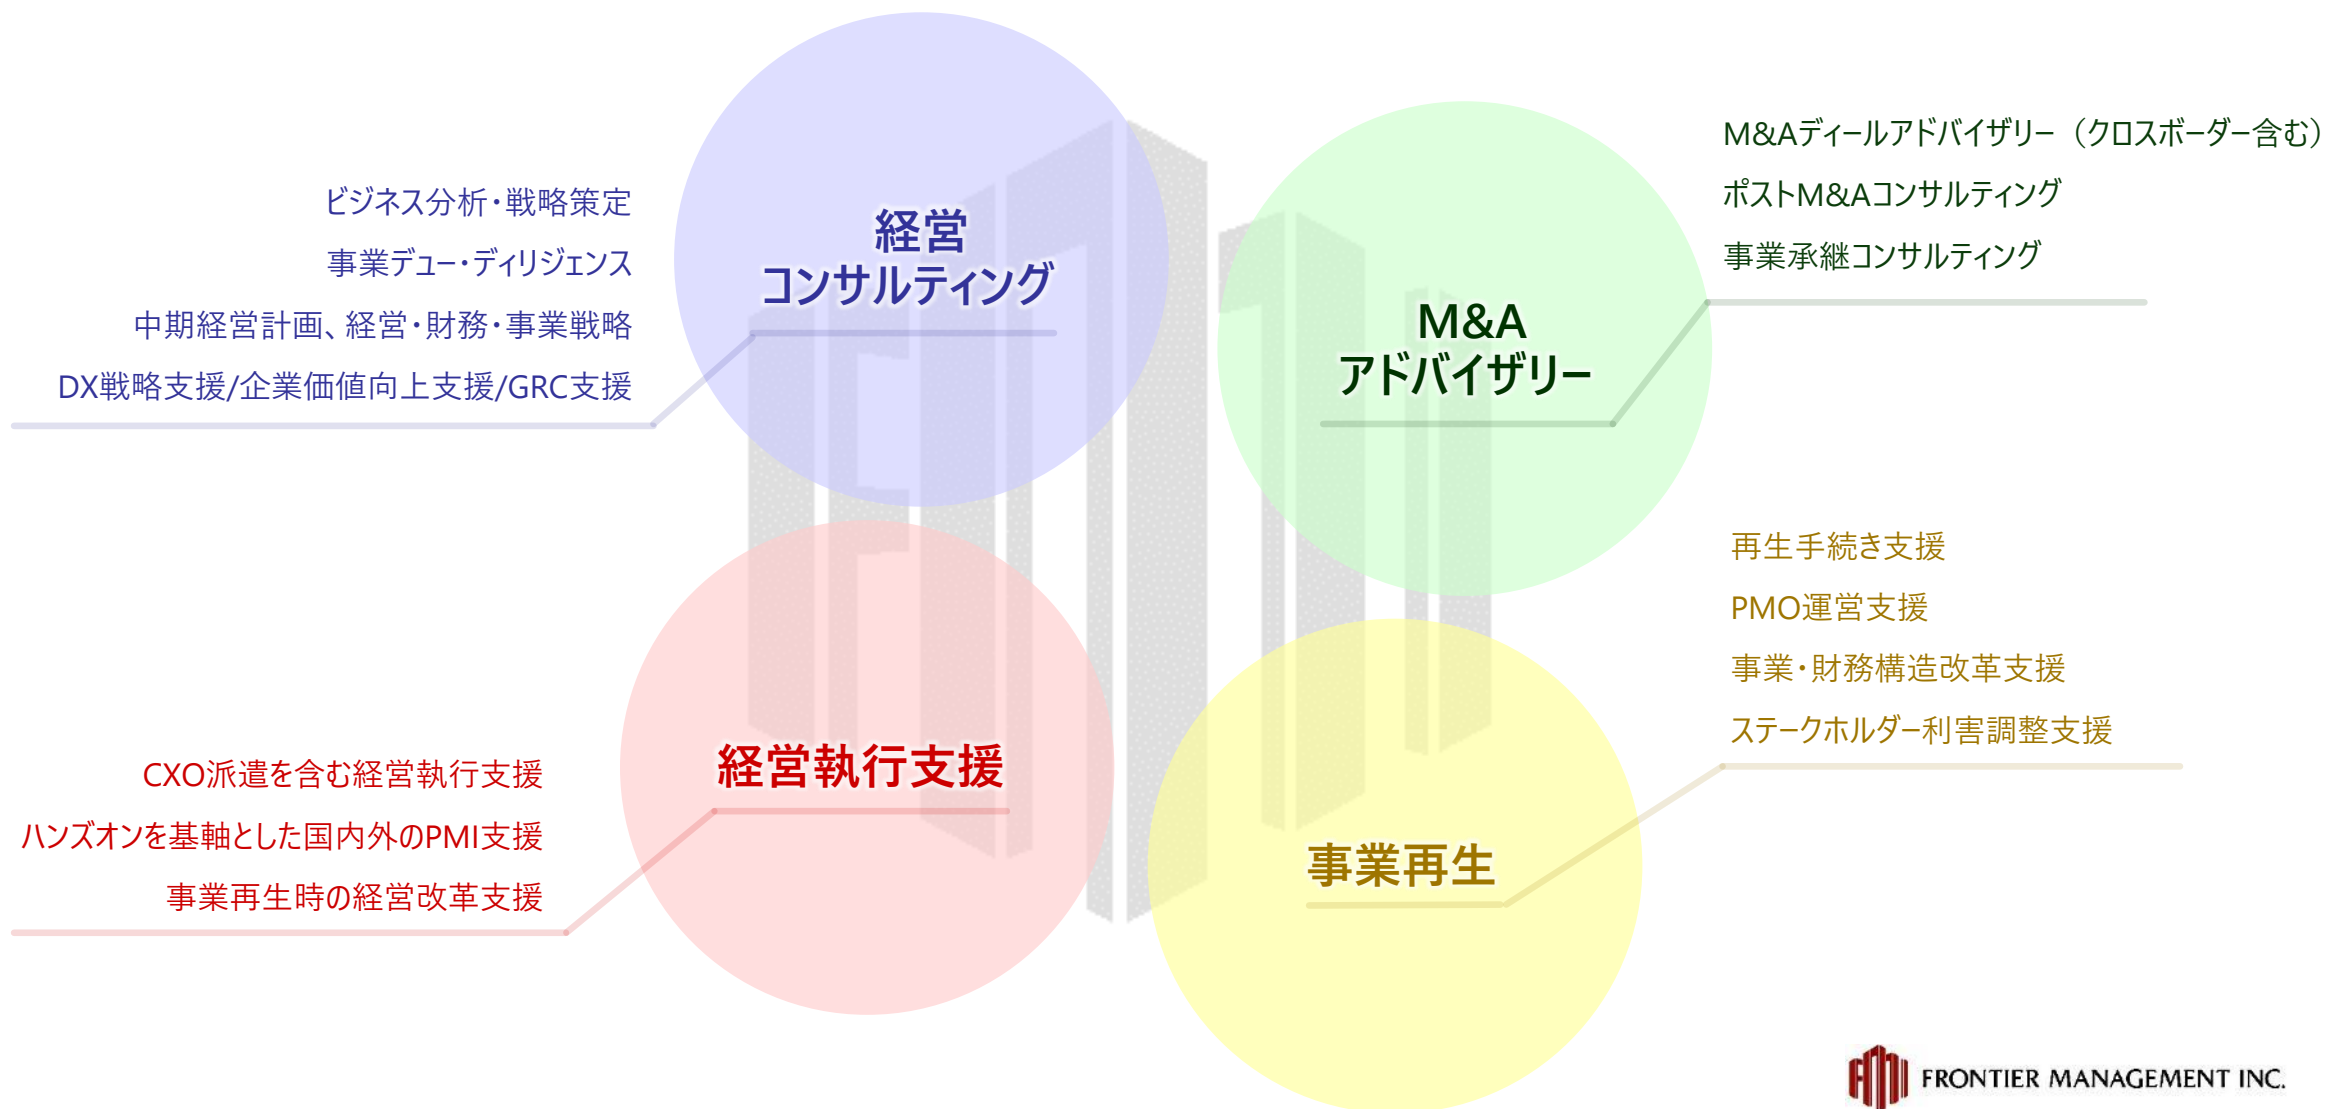 経営
コンサルティング
ビジネス分析・戦略策定
事業デュー・ディリジェンス
中期経営計画、経営・財務・事業戦略
DX戦略支援/企業価値向上支援/GRC支援
M&A
アドバイザリー
M&Aディールアドバイザリー（クロスボーダー含む）
ポストM&Aコンサルティング
事業承継コンサルティング
経営執行支援
CXO派遣を含む経営執行支援
ハンズオンを基軸とした国内外のPMI支援
事業再生時の経営改革支援
事業再生
再生手続き支援
PMO運営支援
事業・財務構造改革支援
ステークホルダー利害調整支援
FRONTIER MANAGEMENT INC.